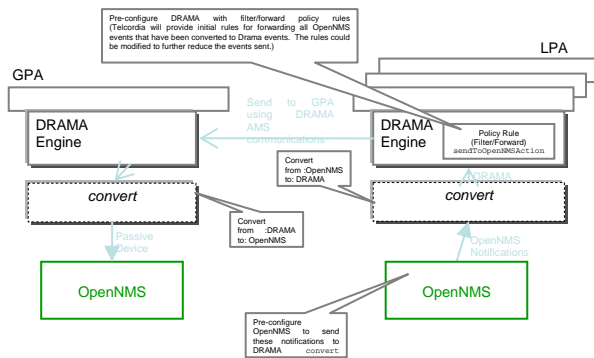 Pre-configure DRAMA with filter/forward policy rules
(Telcordia will provide initial rules for forwarding all OpenNMS
events that have been converted to Drama events. The rules could
be modified to further reduce the events sent.)
LPA
GPA
Send to GPA
using DRAMA
AMS
communications
DRAMA
Engine
DRAMA
Engine
Policy Rule
(Filter/Forward)
sendToOpenNMSAction
Convert
from :OpenNMS
to: DRAMA
DRAMA
convert
convert
Convert
from :DRAMA
to: OpenNMS
Passive
Device
OpenNMS
Notifications
OpenNMS
OpenNMS
Pre-configure
OpenNMS to send
these notifications to
DRAMA convert